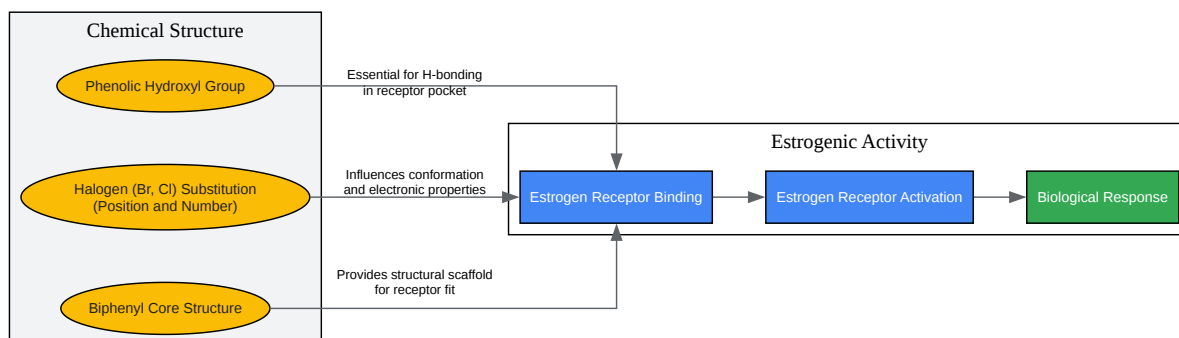 Chemical Structure
Phenolic Hydroxyl Group
Essential for H-bonding
in receptor pocket
Estrogenic Activity
Halogen (Br, Cl) Substitution
(Position and Number)
Influences conformation
and electronic properties
Estrogen Receptor Binding
Estrogen Receptor Activation
Biological Response
Provides structural scaffold
for receptor fit
Biphenyl Core Structure